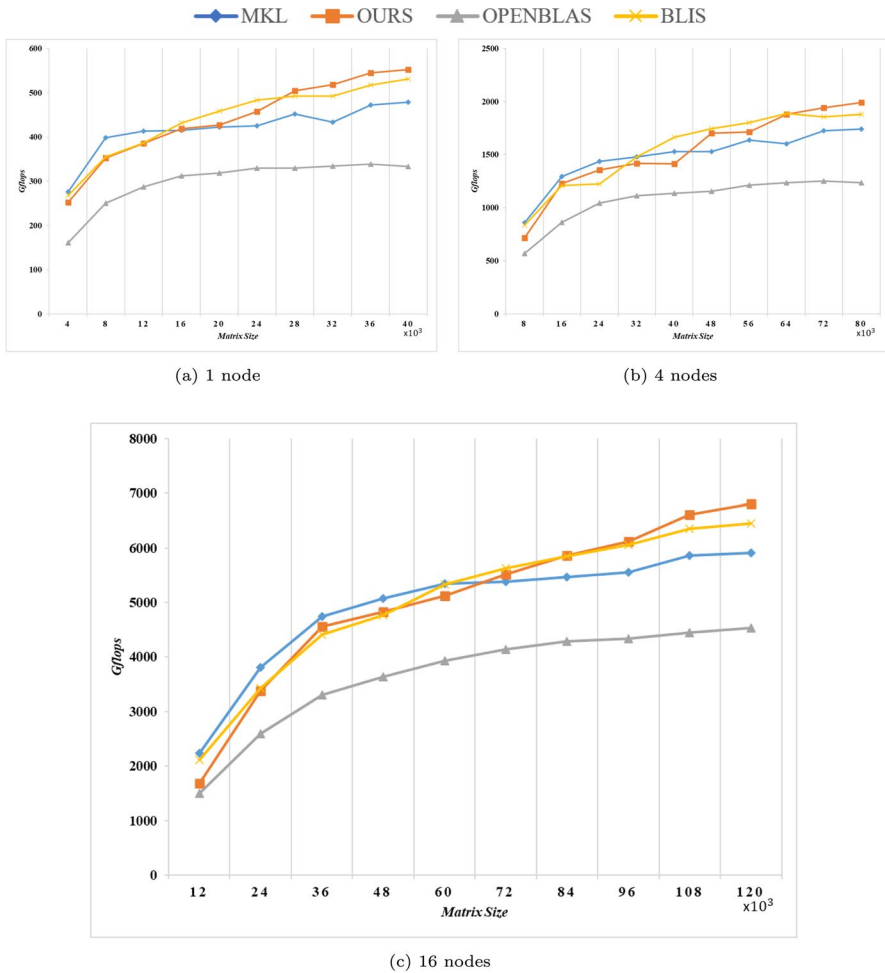 MKL OURS OPENBLAS BLIS
600
500
400
300
200
100
0
Gflops
4 8 12 16 20 24 28 32 36 40
Matrix Size
x10³
(a) 1 node
2500
2000
1500
1000
500
0
Gflops
8 16 24 32 40 48 56 64 72 80
Matrix Size
x10³
(b) 4 nodes
8000
7000
6000
5000
4000
3000
2000
1000
0
Gflops
12 24 36 48 60 72 84 96 108 120
Matrix Size
x10³
(c) 16 nodes